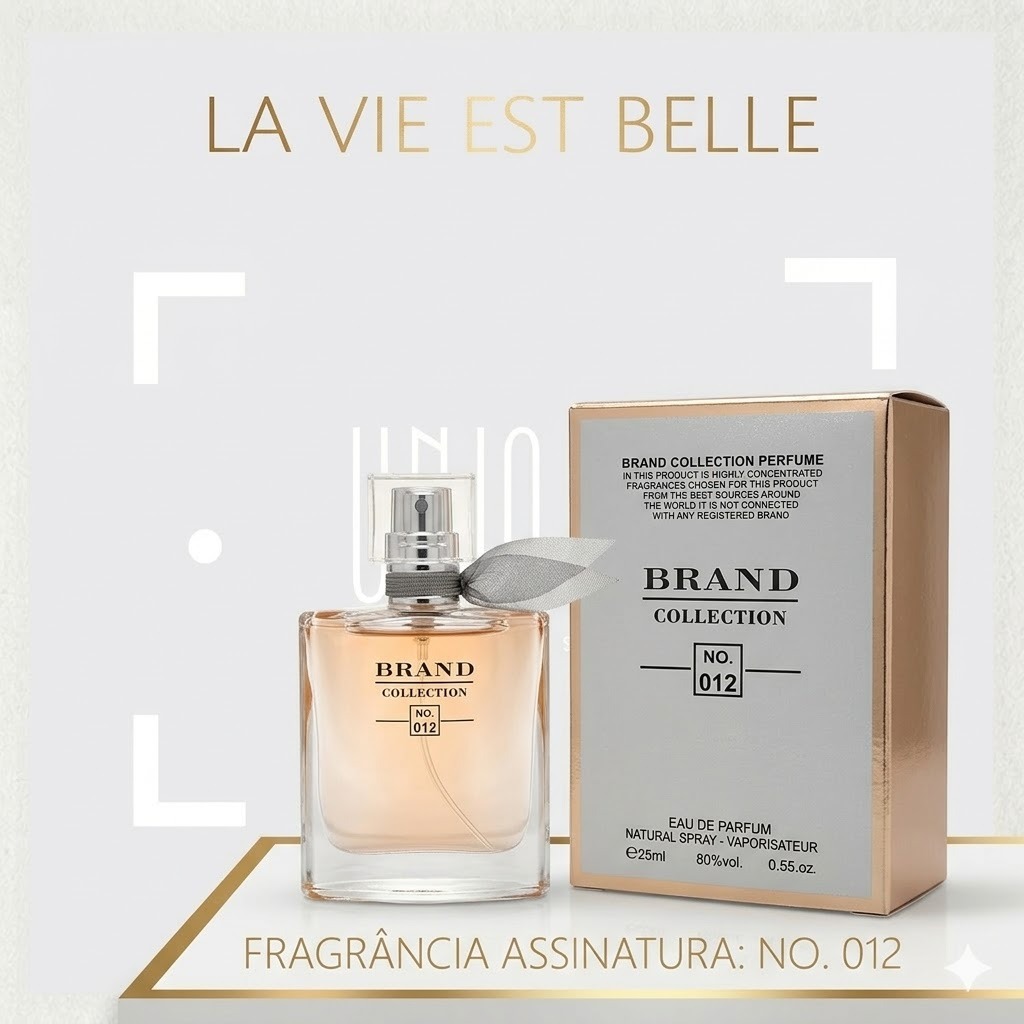 LA VIE EST BELLE
UNIQ
BRAND COLLECTION PERFUME
IN THIS PRODUCT IS HIGHLY CONCENTRATED
FRAGRANCES CHOSEN FOR THIS PRODUCT
FROM THS BEST SOURCES AROUND
THE WORLD IT IS NOT CONNECTED
WITH ANY REGISTERED BRANO
BRAND
COLLECTION
NO.
012
EAU DE PARFUM
NATURAL SPRAY - VAPORISATEUR
℮25ml 80%vol. 0.55.oz.
BRAND
COLLECTION
NO.
012
FRAGRÂNCIA ASSINATURA: NO. 012